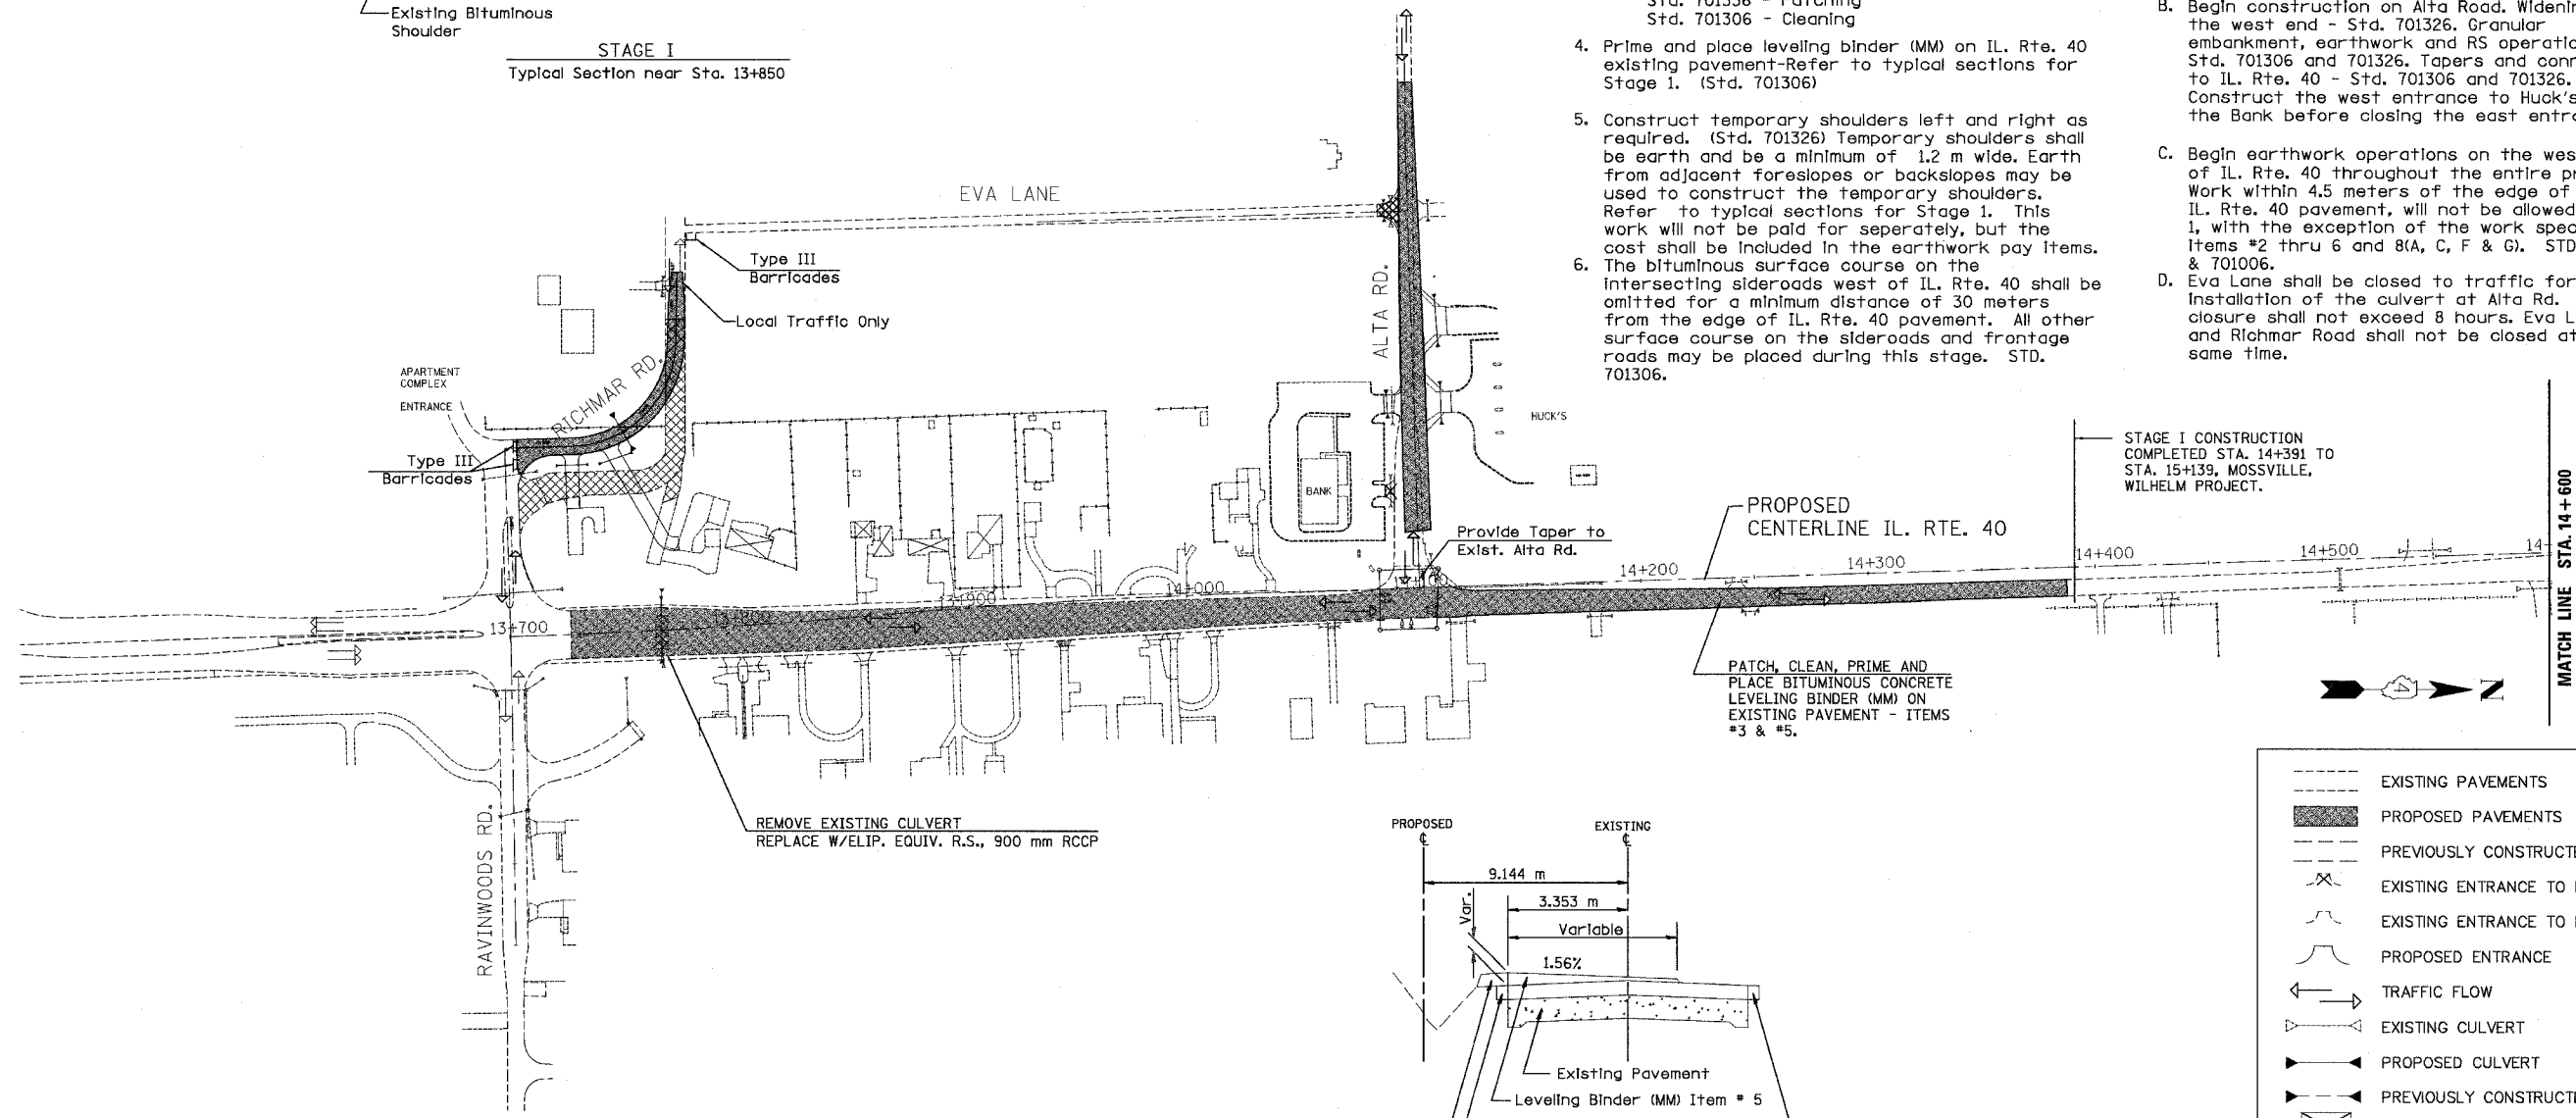 Existing Bituminous
Shoulder
STAGE I
Typical Section near Sta. 13+850
Std. 701336 - Patching
Std. 701306 - Cleaning
4. Prime and place leveling binder (MM) on IL. Rte. 40
existing pavement-Refer to typical sections for
Stage 1. (Std. 701306)
5. Construct temporary shoulders left and right as
required. (Std. 701326) Temporary shoulders shall
be earth and be a minimum of 1.2 m wide. Earth
from adjacent foreslopes or backslopes may be
used to construct the temporary shoulders.
Refer to typical sections for Stage 1. This
work will not be paid for seperately, but the
cost shall be included in the earthwork pay items.
6. The bituminous surface course on the
intersecting sideroads west of IL. Rte. 40 shall be
omitted for a minimum distance of 30 meters
from the edge of IL. Rte. 40 pavement. All other
surface course on the sideroads and frontage
roads may be placed during this stage. STD.
701306.
B. Begin construction on Alta Road.
the west end - Std. 701326. Granular
embankment, earthwork and RS
Std. 701306 and 701326. Tapers and
to IL. Rte. 40 - Std. 701306 and 701326.
Construct the west entrance to Huck's
the Bank before closing the east
C. Begin earthwork operations on the
of IL. Rte. 40 throughout the entire
Work within 4.5 meters of the edge of
IL. Rte. 40 pavement, will not be allowed
1, with the exception of the work
items #2 thru 6 and 8(A, C, F & G). STD
& 701006.
D. Eva Lane shall be closed to traffic for
installation of the culvert at Alta Rd.
closure shall not exceed 8 hours. Eva
and Richmar Road shall not be closed at
same time.
EVA LANE
Type III
Barricades
Local Traffic Only
ALTA RD.
RICHMAR RD.
APARTMENT
COMPLEX
ENTRANCE
Type III
Barricades
HUCK'S
BANK
Provide Taper to
Exist. Alta Rd.
PROPOSED
CENTERLINE IL. RTE. 40
STAGE I CONSTRUCTION
COMPLETED STA. 14+391 TO
STA. 15+139, MOSSVILLE,
WILHELM PROJECT.
MATCH LINE STA. 14+600
13+700
13+900
14+000
14+200
14+300
14+400
14+500
PATCH, CLEAN, PRIME AND
PLACE BITUMINOUS CONCRETE
LEVELING BINDER (MM) ON
EXISTING PAVEMENT - ITEMS
#3 & #5.
N
REMOVE EXISTING CULVERT
REPLACE W/ELIP. EQUIV. R.S., 900 mm RCCP
RAVINWOODS RD.
PROPOSED
EXISTING
9.144 m
3.353 m
Var.
Variable
1.56%
Existing Pavement
Leveling Binder (MM) Item # 5
EXISTING PAVEMENTS
PROPOSED PAVEMENTS
PREVIOUSLY
EXISTING ENTRANCE TO
EXISTING ENTRANCE TO
PROPOSED ENTRANCE
TRAFFIC FLOW
EXISTING CULVERT
PROPOSED CULVERT
PREVIOUSLY